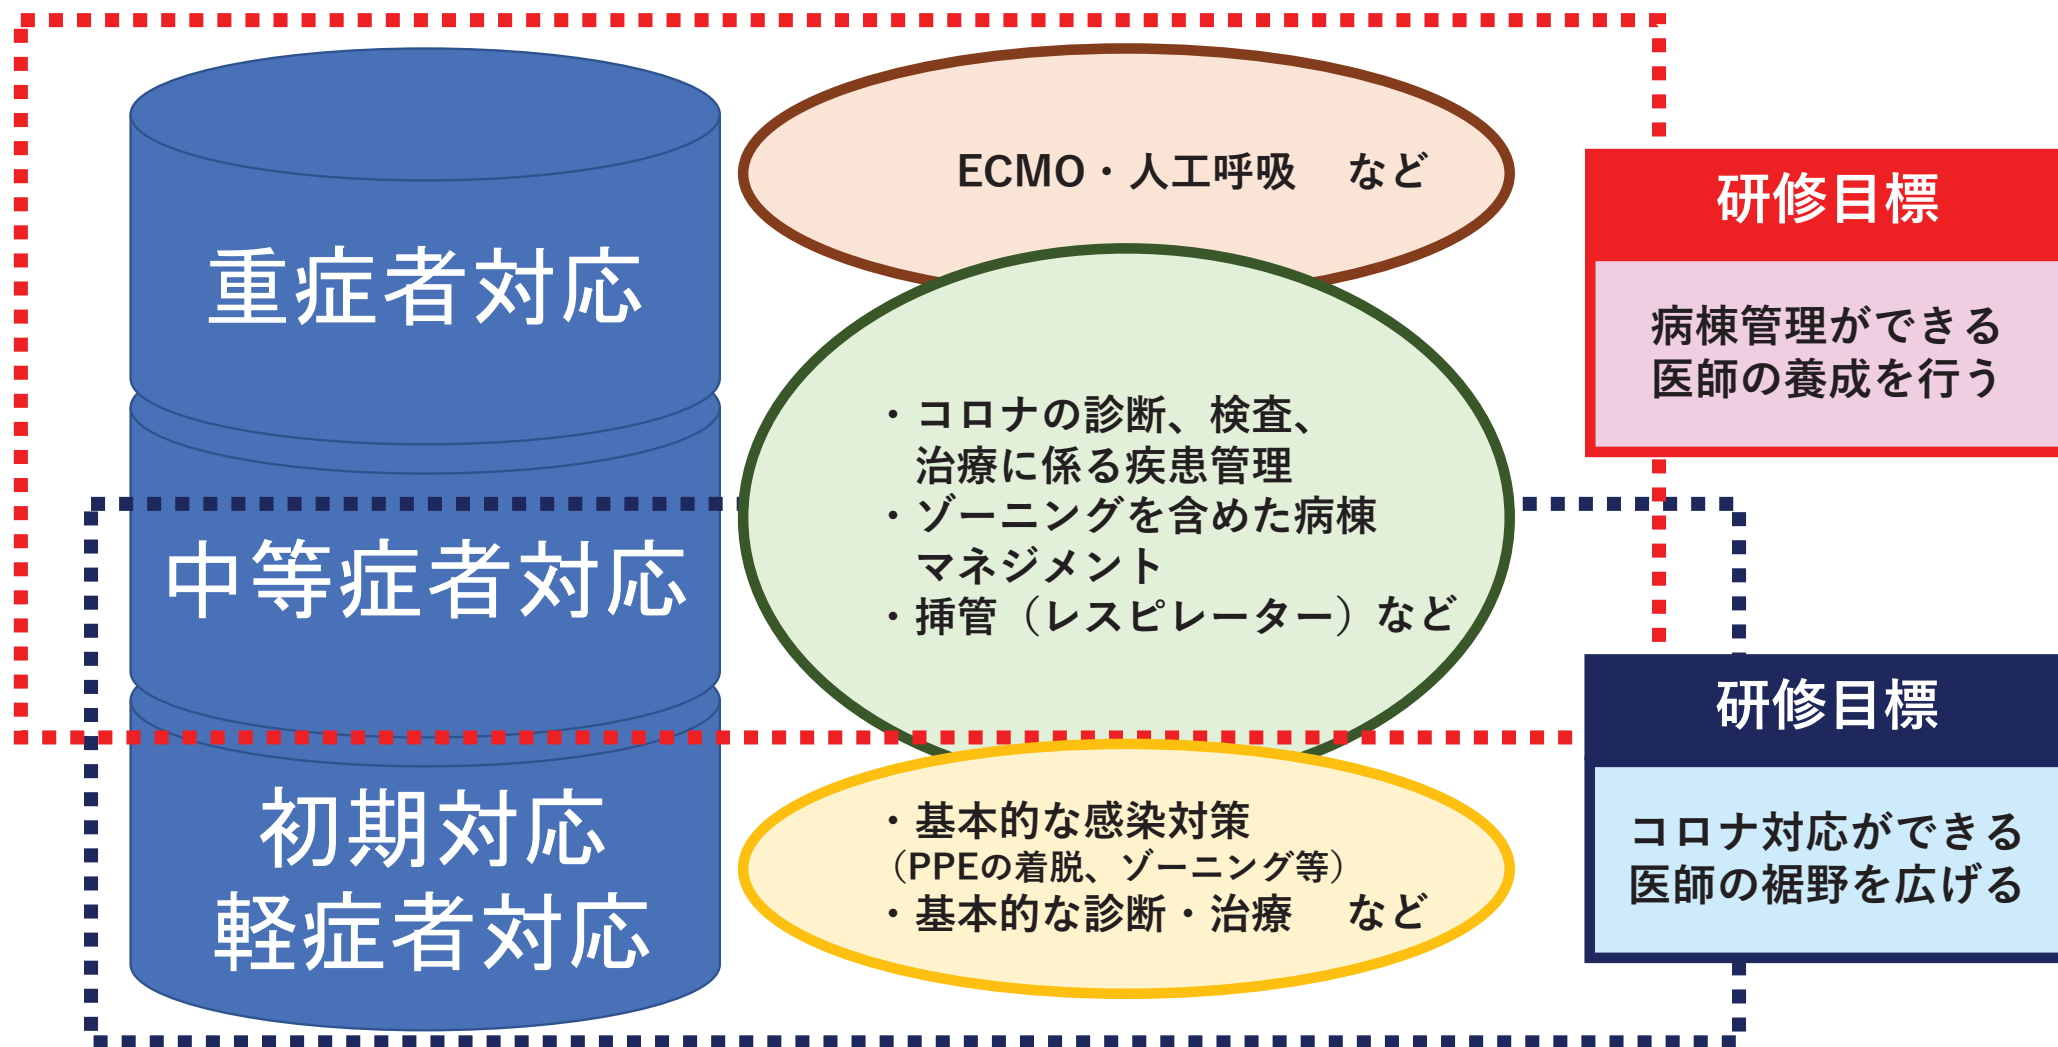 重症者対応
中等症者対応
初期対応
軽症者対応
ECMO・人工呼吸　など
・コロナの診断、検査、
治療に係る疾患管理
・ゾーニングを含めた病棟
マネジメント
・挿管（レスピレーター）など
・基本的な感染対策
（PPEの着脱、ゾーニング等）
・基本的な診断・治療　など
研修目標
病棟管理ができる
医師の養成を行う
研修目標
コロナ対応ができる
医師の裾野を広げる